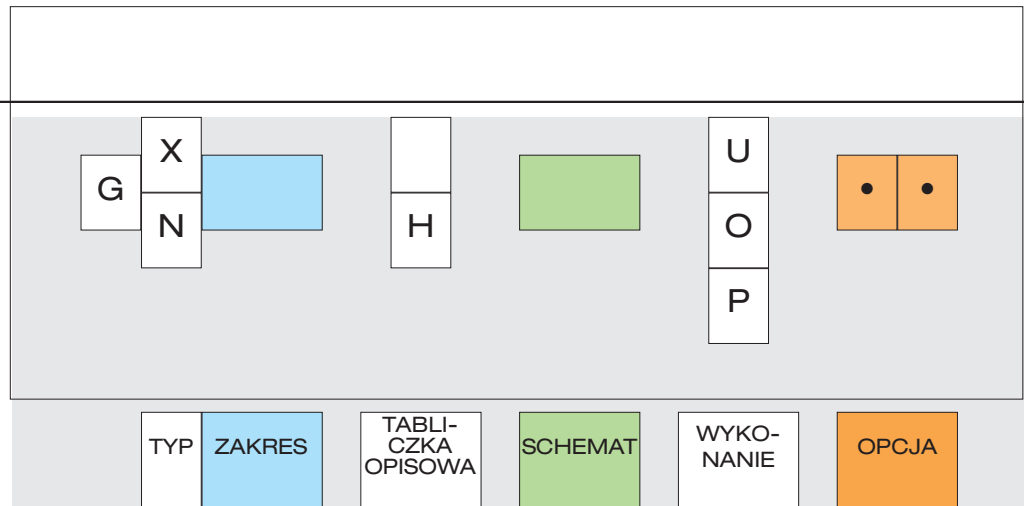 X
U
G
•
•
N
H
O
P
TABLI-
CZKA
OPISOWA
WYKO-
NANIE
TYP
ZAKRES
SCHEMAT
OPCJA